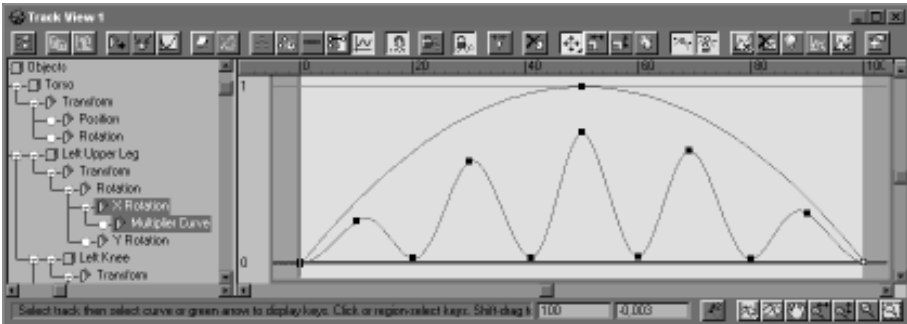 Track View 1
Objects
Torso
Transform
Position
Rotation
Left Upper Leg
Transform
Rotation
X Rotation
Multiplier Curve
Y Rotation
Left Knee
Transform
0 20 40 60 80 100
1
0
Select track then select curve or green arrow to display keys. Click or region-select keys. Shift-drag t
100
-0.003